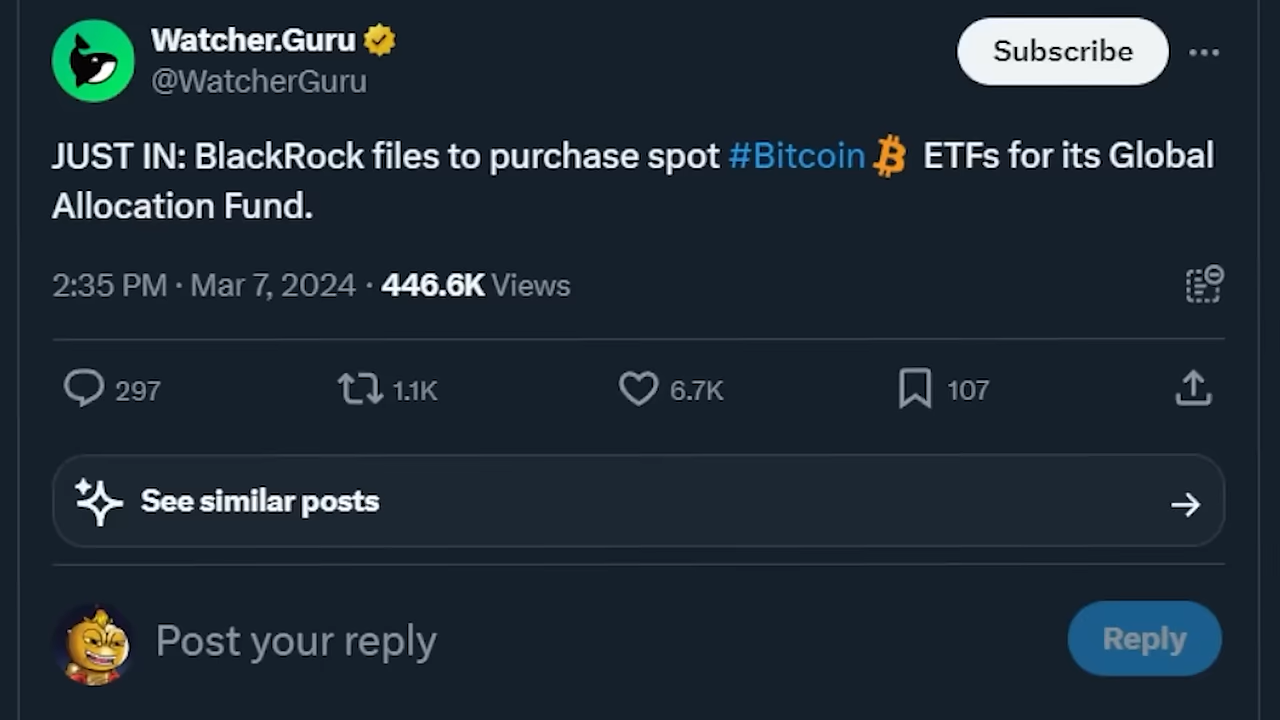 Watcher.Guru
Subscribe
@WatcherGuru
JUST IN: BlackRock files to purchase spot #Bitcoin ETFs for its Global
Allocation Fund.
2:35 PM · Mar 7, 2024 · 446.6K Views
297 1.1K 6.7K 107
See similar posts
Post your reply
Reply